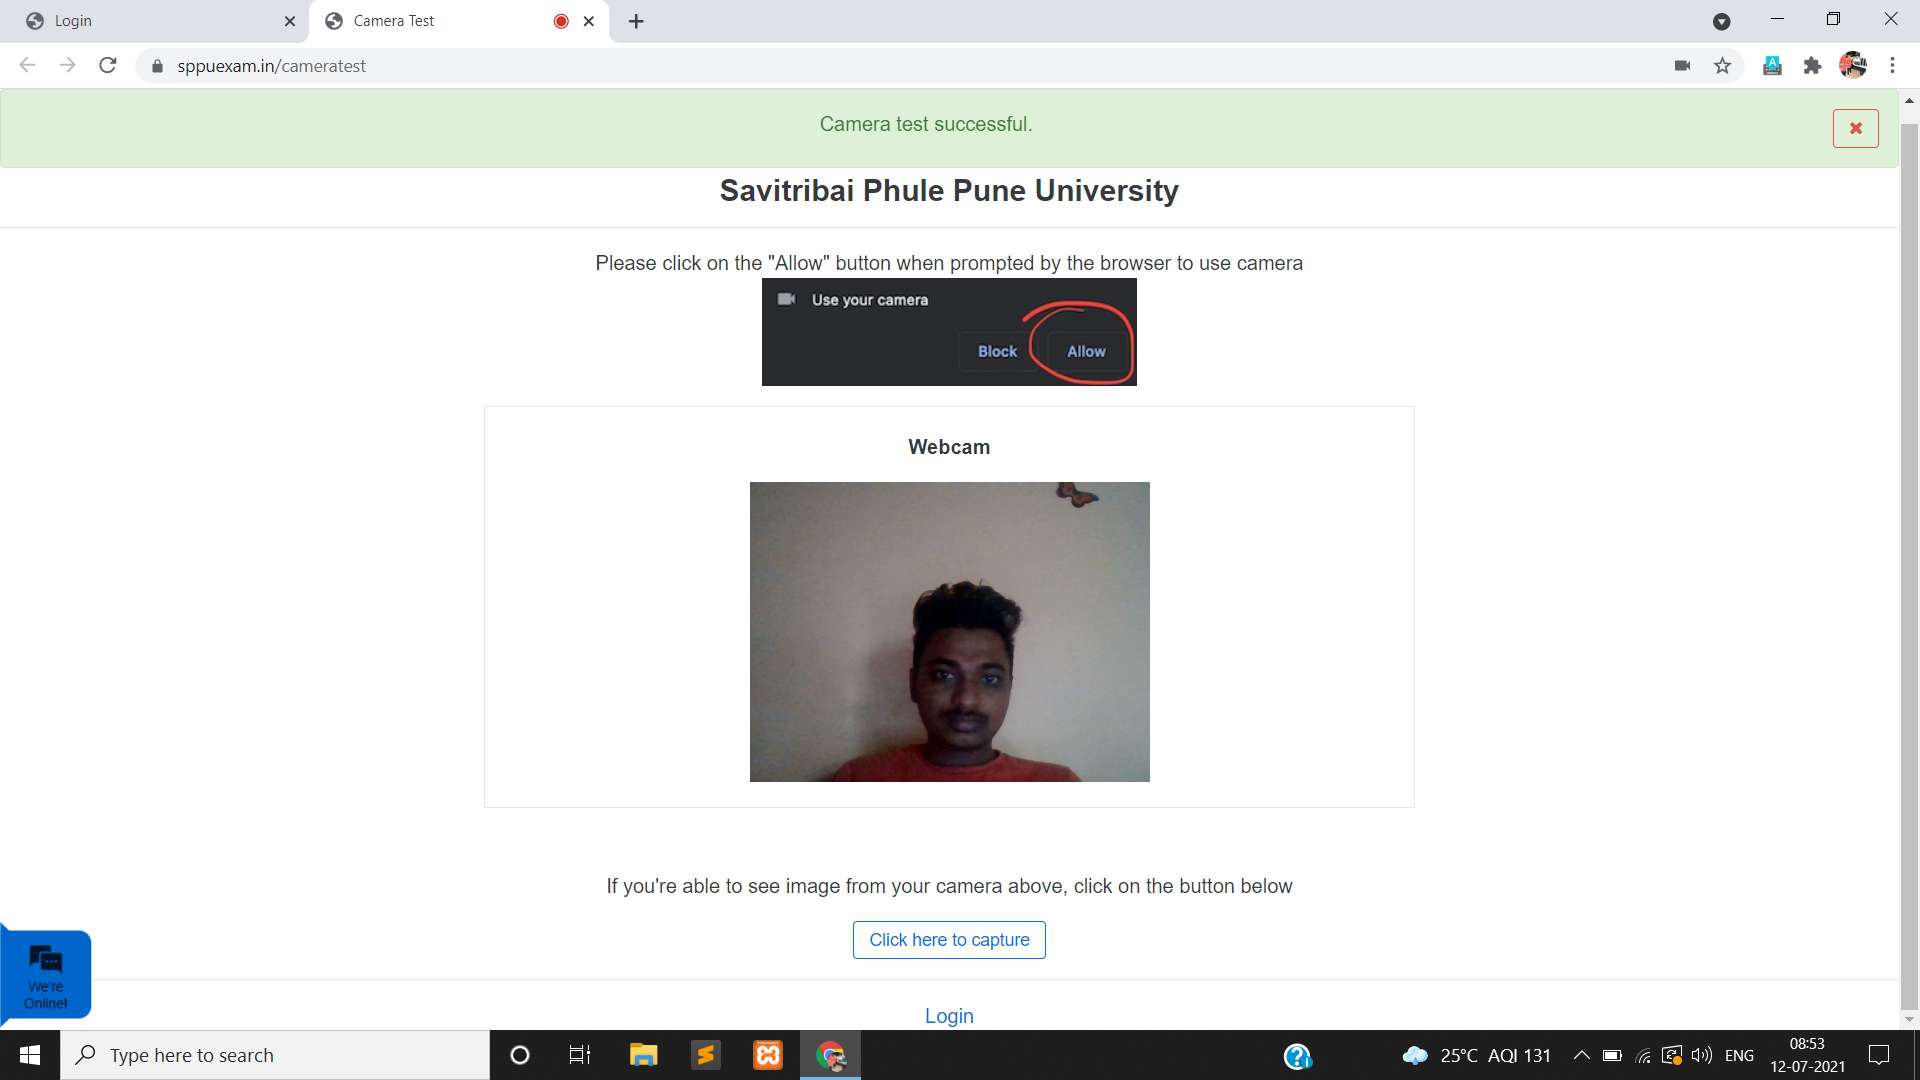 Login
Camera Test
sppuexam.in/cameratest
Camera test successful.
Savitribai Phule Pune University
Please click on the "Allow" button when prompted by the browser to use camera
Use your camera
Block
Allow
Webcam
If you're able to see image from your camera above, click on the button below
Click here to capture
We're
Online!
Login
Type here to search
25°C AQI 131
ENG
08:53
12-07-2021